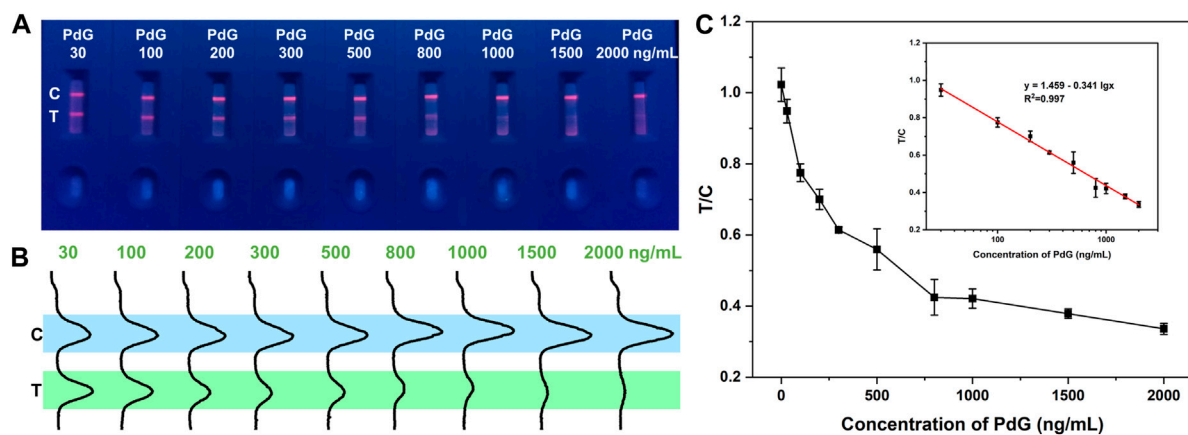 A
PdG PdG PdG PdG PdG PdG PdG PdG PdG
30 100 200 300 500 800 1000 1500 2000 ng/mL
C
T
B
30 100 200 300 500 800 1000 1500 2000 ng/mL
C
T
C
1.2
1.0
0.8
0.6
0.4
0.2
T/C
0 500 1000 1500 2000
Concentration of PdG (ng/mL)
1.2
1.0
0.8
0.6
0.4
0.2
T/C
y = 1.459 - 0.341 lgx
R²=0.997
100 1000
Concentration of PdG (ng/mL)